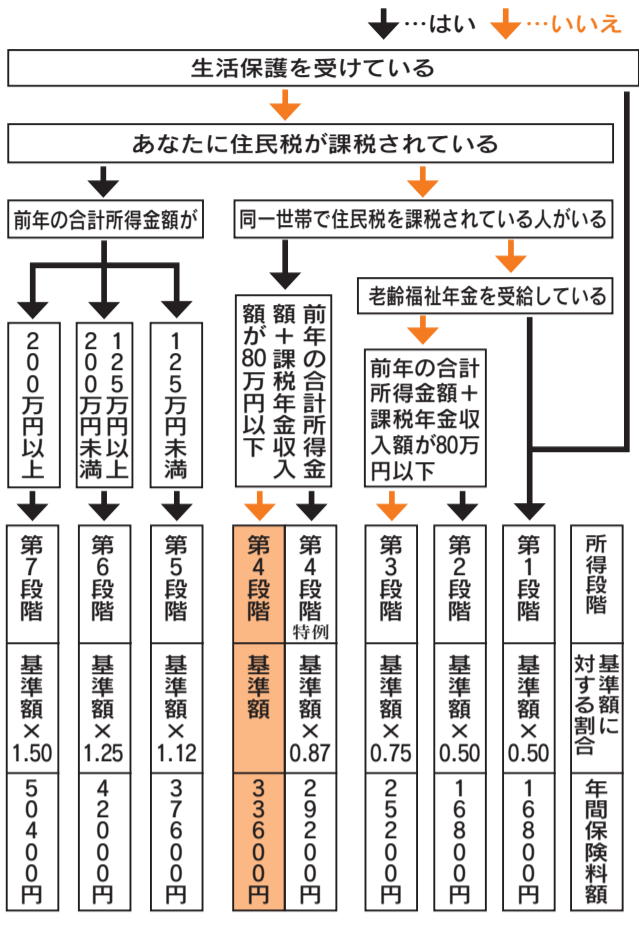 …はい
…いいえ
生活保護を受けている
あなたに住民税が課税されている
前年の合計所得金額が
同一世帯で住民税を課税されている人がいる
老齢福祉年金を受給している
200万円以上
125万円以上
200万円未満
125万円未満
前年の合計所得金
額+課税年金収入
額が80万円以下
前年の合計
所得金額+
課税年金収
入額が80万
円以下
所得段階
第1段階
第2段階
第3段階
第4段階
特例
第4段階
第5段階
第6段階
第7段階
基準額に
対する割合
基準額×
0.50
基準額×
0.50
基準額×
0.75
基準額×
0.87
基準額
基準額×
1.12
基準額×
1.25
基準額×
1.50
年間保険料額
16800円
16800円
25200円
29200円
33600円
37600円
42000円
50400円